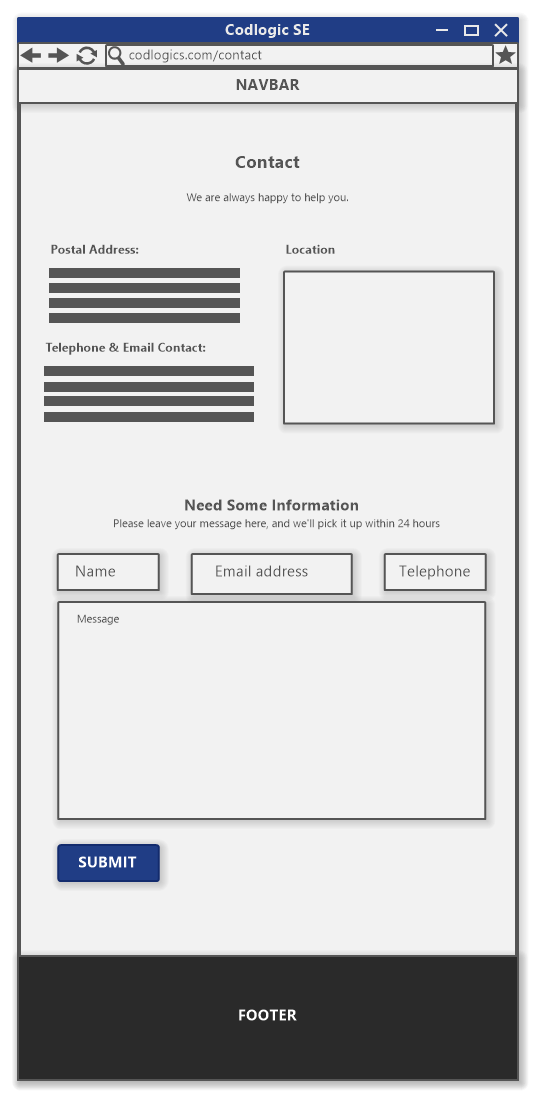 Codlogic SE
codlogics.com/contact
NAVBAR
Contact
We are always happy to help you.
Postal Address:
Location
Telephone & Email Contact:
Need Some Information
Please leave your message here, and we'll pick it up within 24 hours
Name
Email address
Telephone
Message
SUBMIT
FOOTER